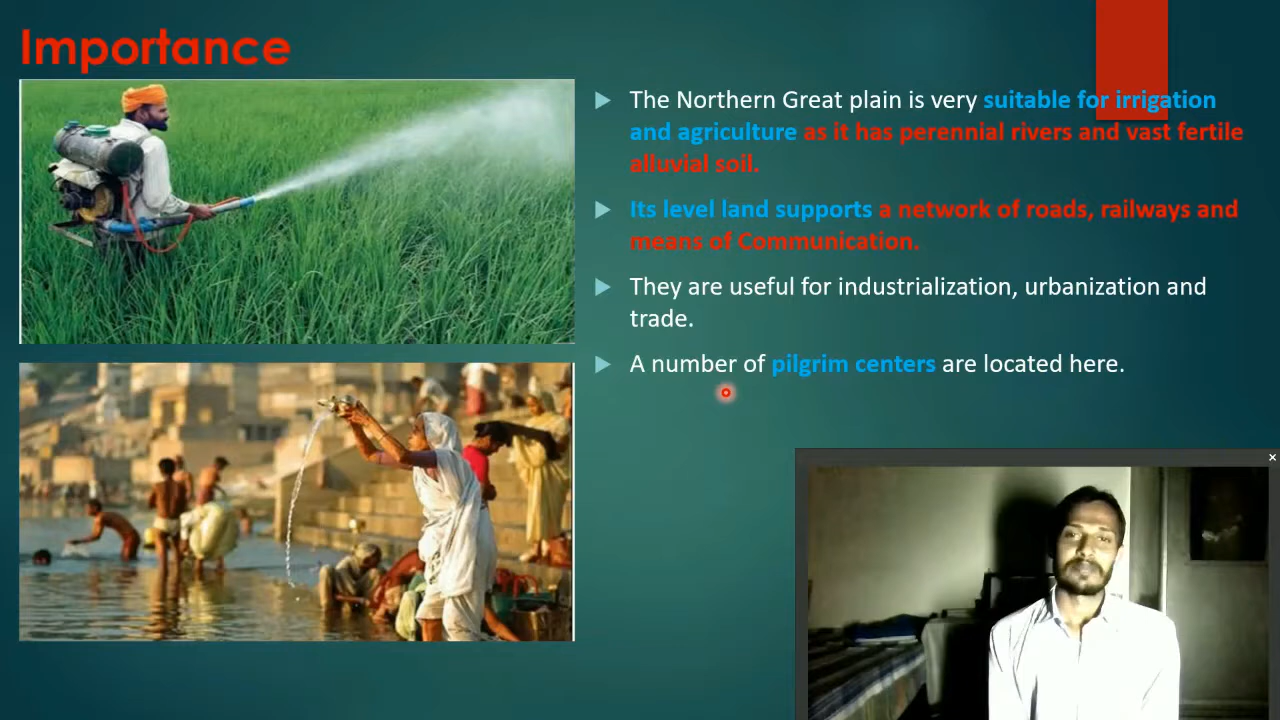 Importance
The Northern Great plain is very suitable for irrigation
and agriculture as it has perennial rivers and vast fertile
alluvial soil.
Its level land supports a network of roads, railways and
means of Communication.
They are useful for industrialization, urbanization and
trade.
A number of pilgrim centers are located here.